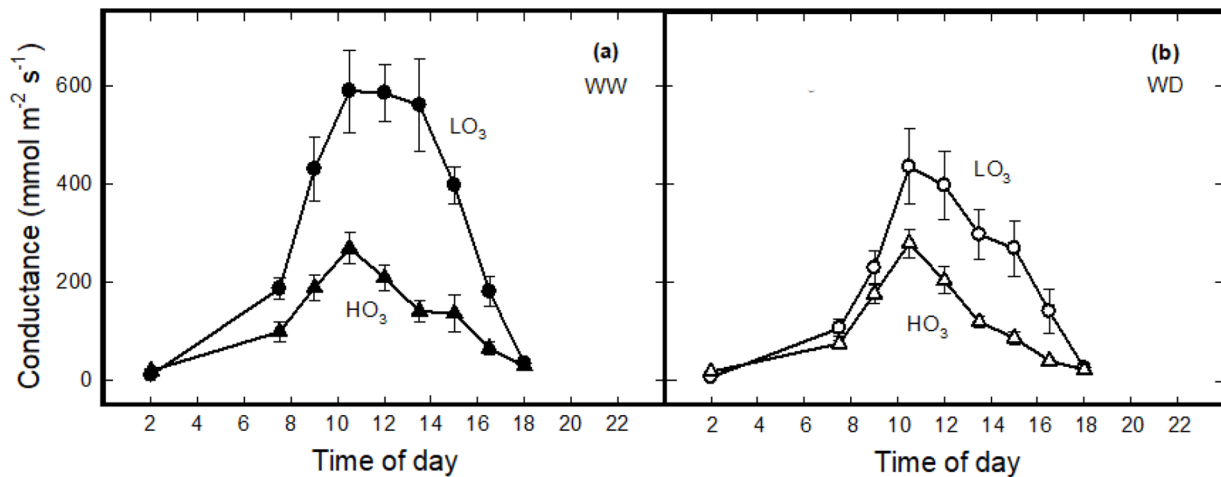 Conductance (mmol m⁻² s⁻¹)
600
400
200
0
(a)
WW
LO₃
HO₃
2 4 6 8 10 12 14 16 18 20 22
Time of day
(b)
WD
LO₃
HO₃
2 4 6 8 10 12 14 16 18 20 22
Time of day